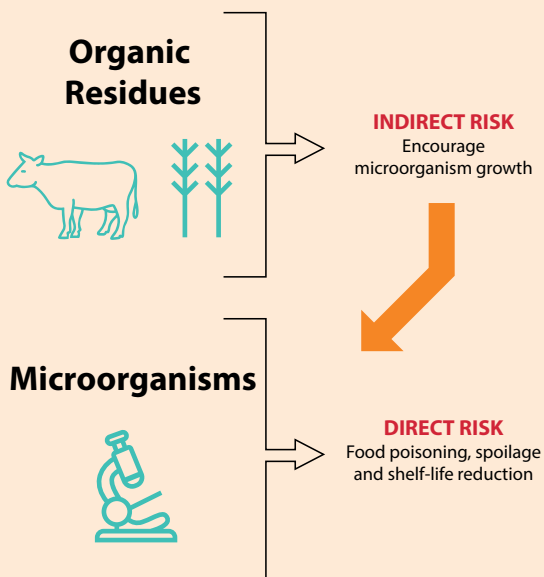 Organic
Residues
INDIRECT RISK
Encourage
microorganism growth
Microorganisms
DIRECT RISK
Food poisoning, spoilage
and shelf-life reduction